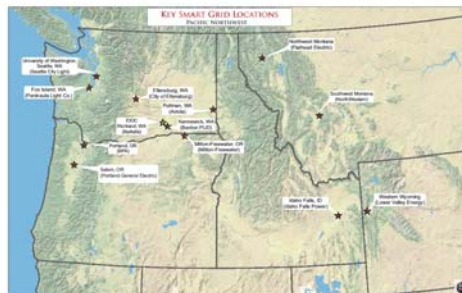 KEY SMART GRID LOCATIONS
PACIFIC NORTHWEST
Northwest Montana
(Flathead Electric)
University of Washington
Seattle, WA
(Seattle City Light)
Fox Island, WA
(Peninsula Light Co.)
Ellensburg, WA
(City of Ellensburg)
Pullman, WA
(Avista)
Southwest Montana
(NorthWestern)
EIOC
Richland, WA
(Battelle)
Kennewick, WA
(Benton PUD)
Portland, OR
(BPA)
Milton-Freewater, OR
(Milton-Freewater)
Salem, OR
(Portland General Electric)
Idaho Falls, ID
(Idaho Falls Power)
Western Wyoming
(Lower Valley Energy)